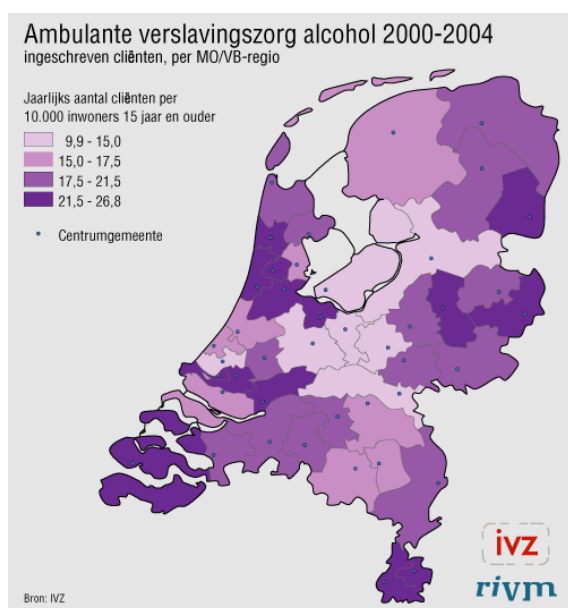 Ambulante verslavingszorg alcohol 2000-2004
ingeschreven cliënten, per MO/VB-regio
Jaarlijks aantal cliënten per
10.000 inwoners 15 jaar en ouder
9,9 - 15,0
15,0 - 17,5
17,5 - 21,5
21,5 - 26,8
Centrumgemeente
ivz
rivm
Bron: IVZ